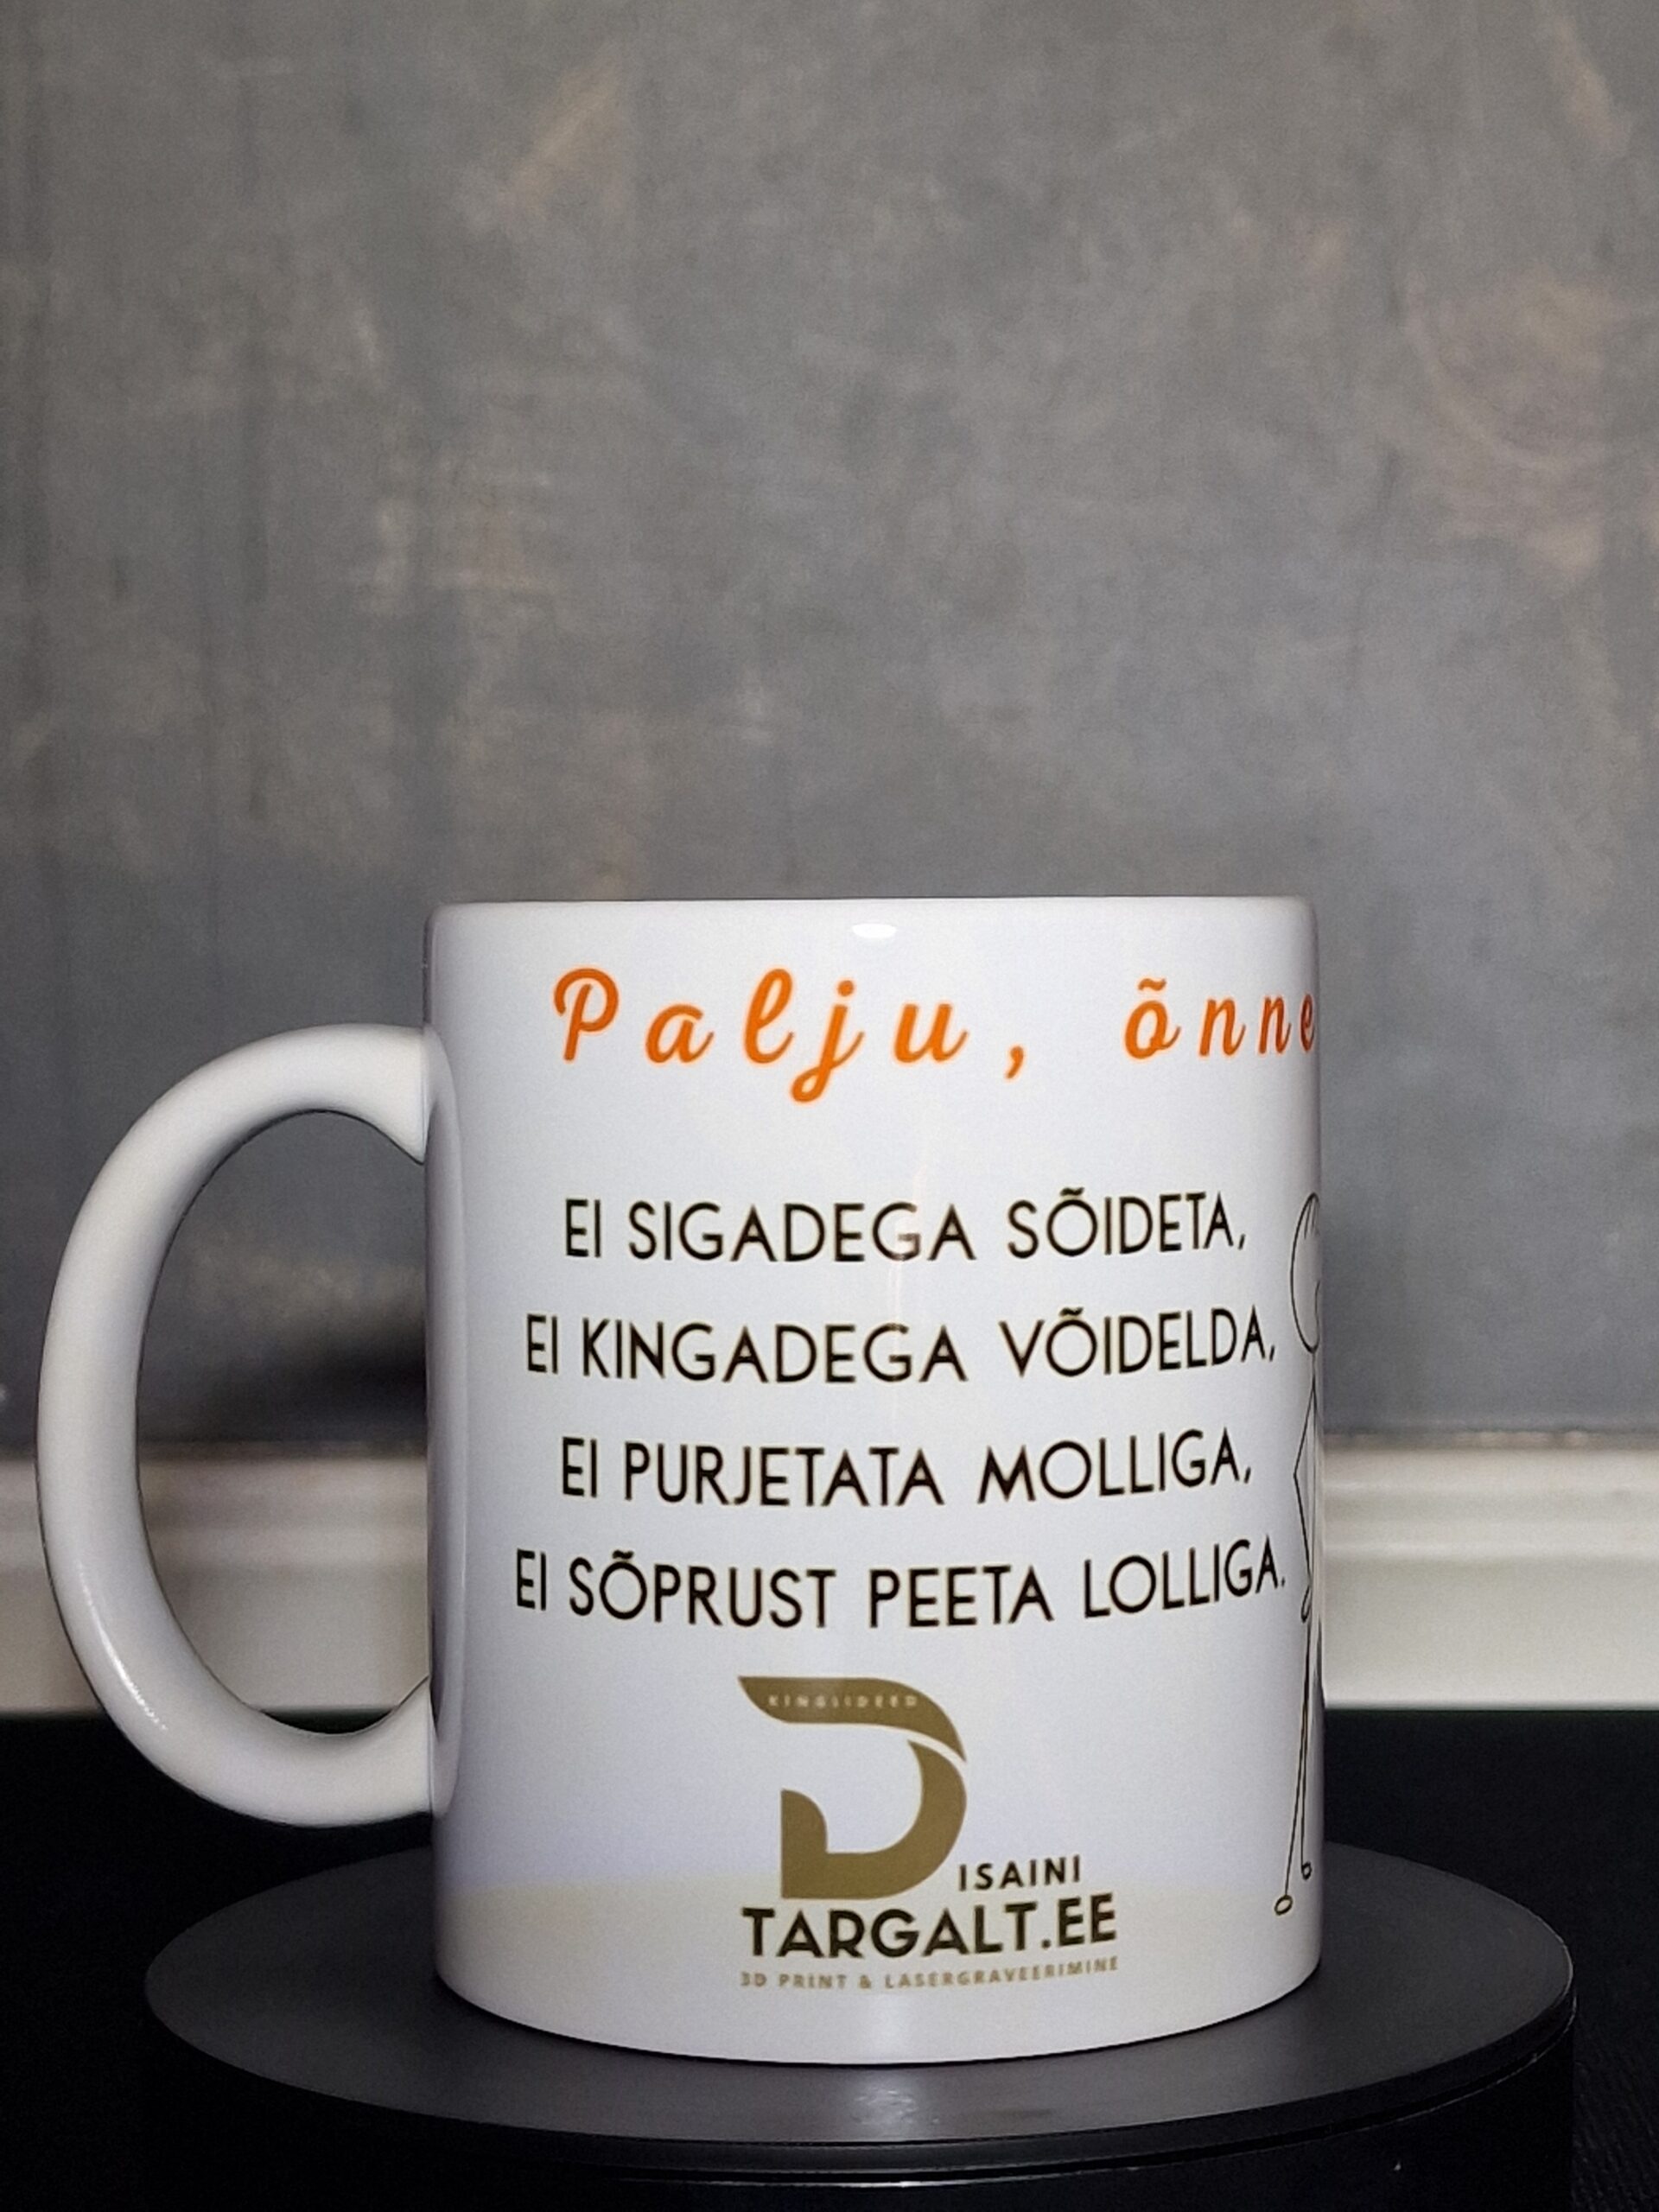 Palju, õnne
EI SIGADEGA SÕIDETA,
EI KINGADEGA VÕIDELDA,
EI PURJETATA MOLLIGA,
EI SÕPRUST PEETA LOLLIGA.
KINGIIDEED
DISAINI
TARGALT.EE
3D PRINT & LASERGRAVEERIMINE